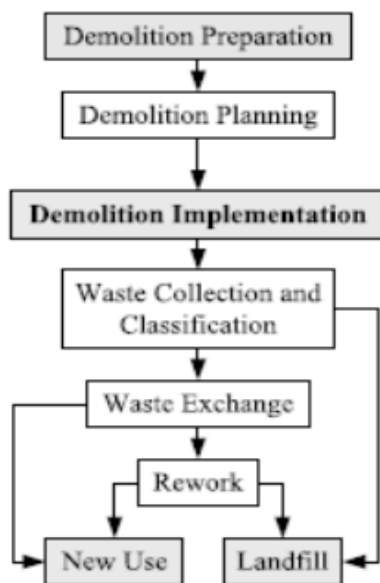 Demolition Preparation
Demolition Planning
Demolition Implementation
Waste Collection and
Classification
Waste Exchange
Rework
New Use
Landfill